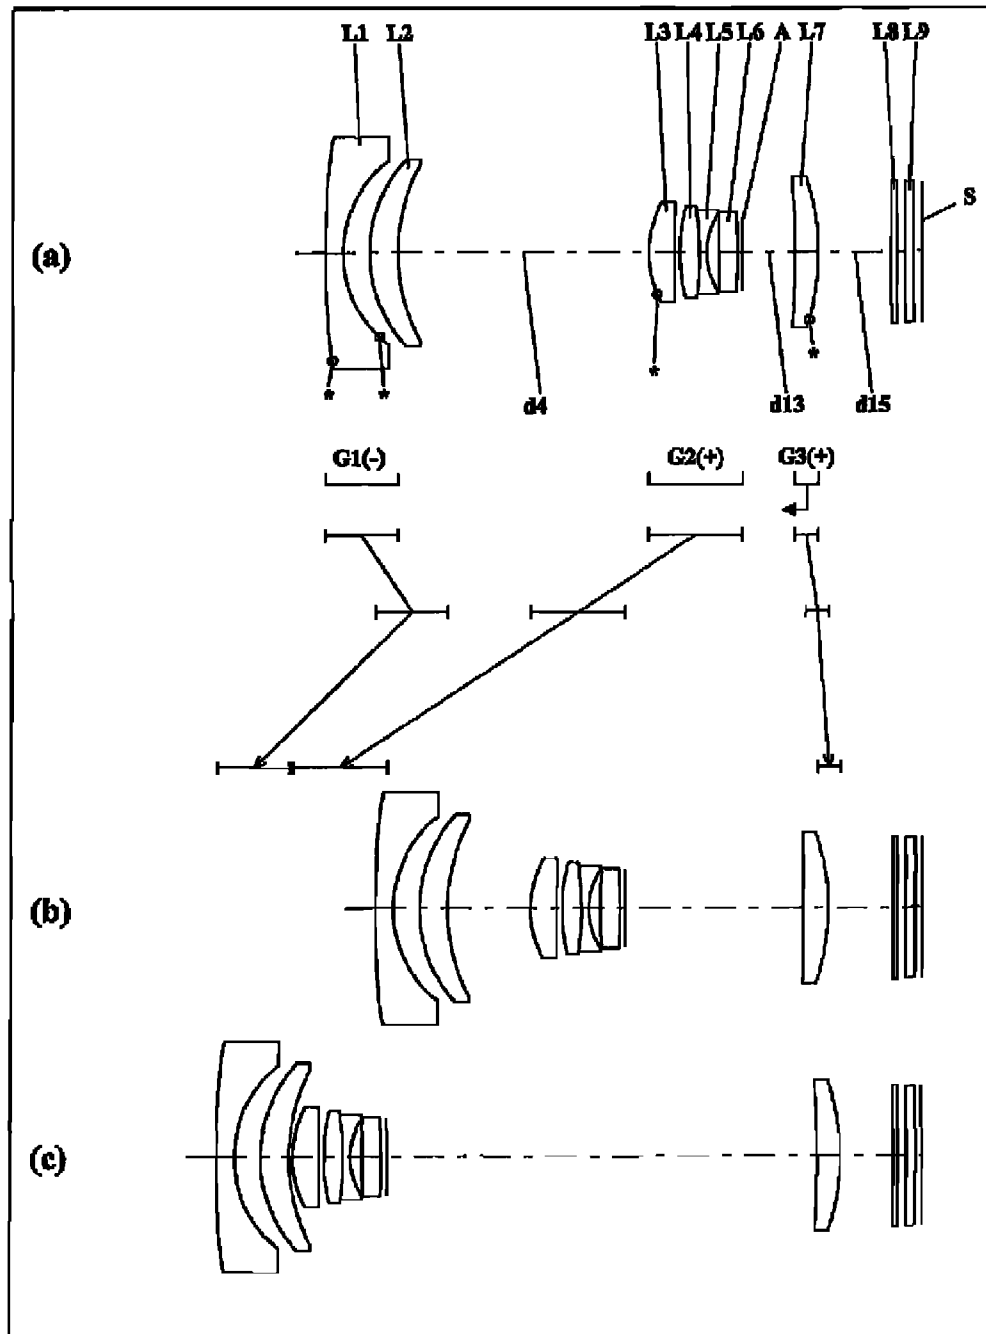 L1 L2 L3 L4 L5 L6 A L7 L8 L9
S
(a)
* * * *
d4 d13 d15
G1(-) G2(+) G3(+)
(b)
(c)